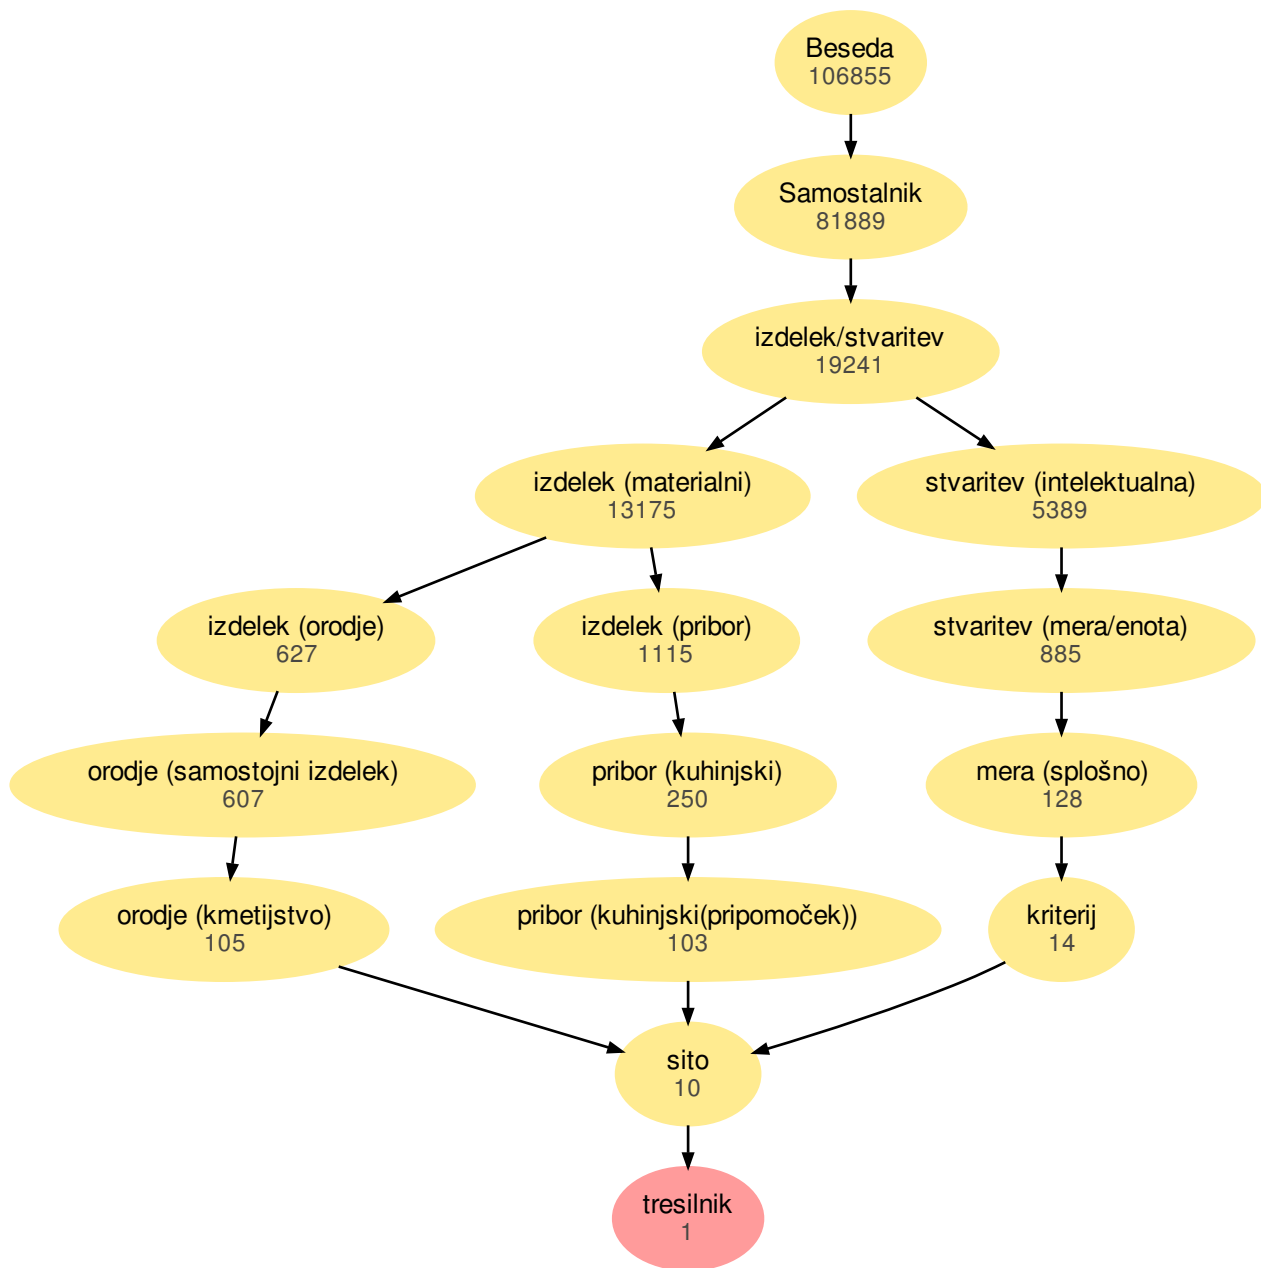 Beseda
106855
Samostalnik
81889
izdelek/stvaritev
19241
izdelek (materialni)
13175
stvaritev (intelektualna)
5389
izdelek (orodje)
627
izdelek (pribor)
1115
stvaritev (mera/enota)
885
orodje (samostojni izdelek)
607
pribor (kuhinjski)
250
mera (splošno)
128
orodje (kmetijstvo)
105
pribor (kuhinjski(pripomoček))
103
kriterij
14
sito
10
tresilnik
1